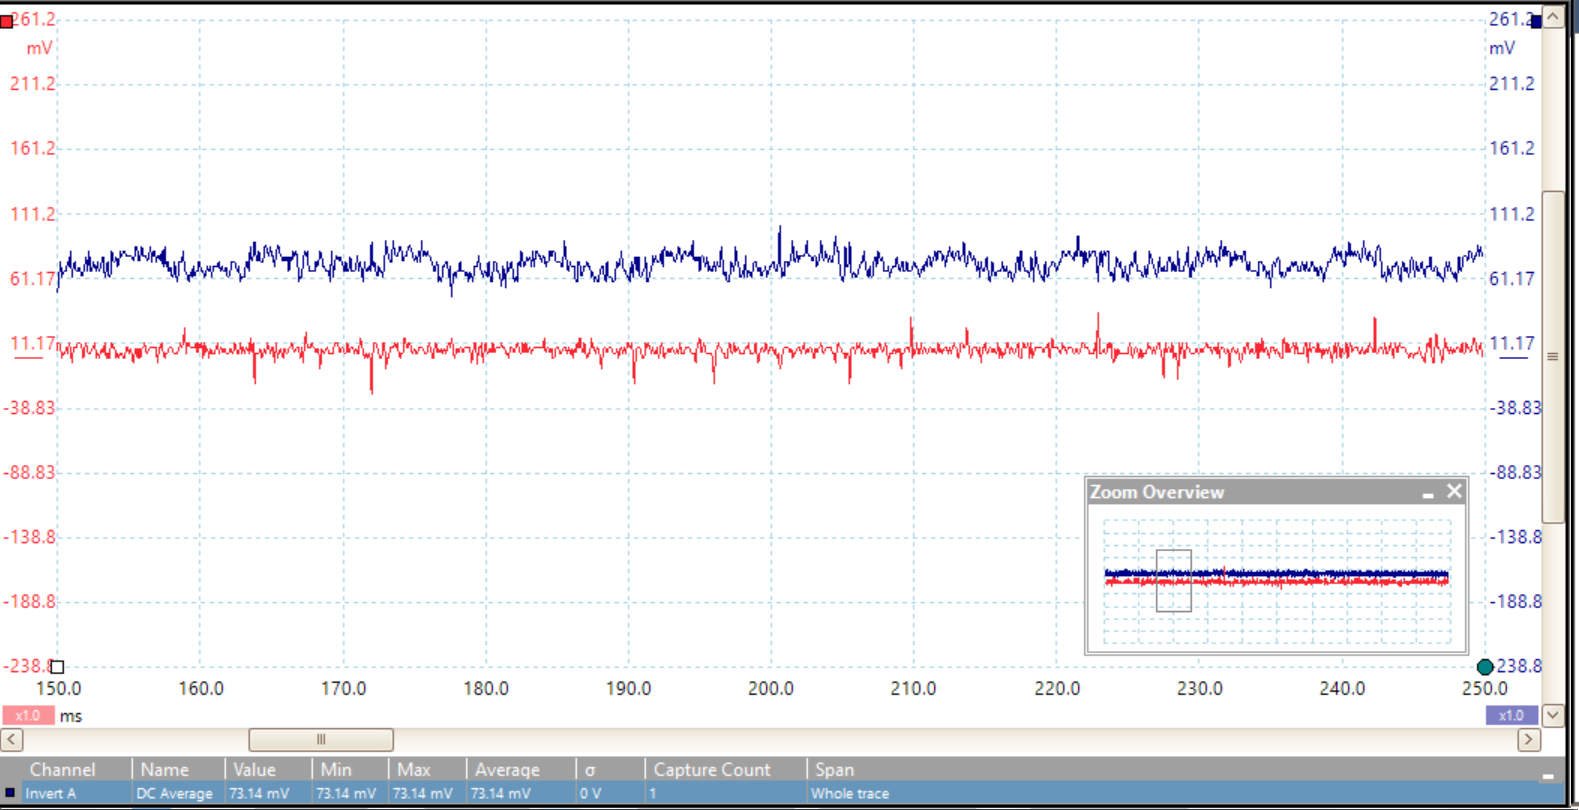 261.2 261.2
mV mV
211.2 211.2
161.2 161.2
111.2 111.2
61.17 61.17
11.17 11.17
-38.83 -38.83
-88.83 -88.83
Zoom Overview
-138.8 -138.8
-188.8 -188.8
-238.8 -238.8
150.0 160.0 170.0 180.0 190.0 200.0 210.0 220.0 230.0 240.0 250.0
x1.0 ms x1.0
Channel Name Value Min Max Average σ Capture Count Span
Invert A DC Average 73.14 mV 73.14 mV 73.14 mV 73.14 mV 0 V 1 Whole trace